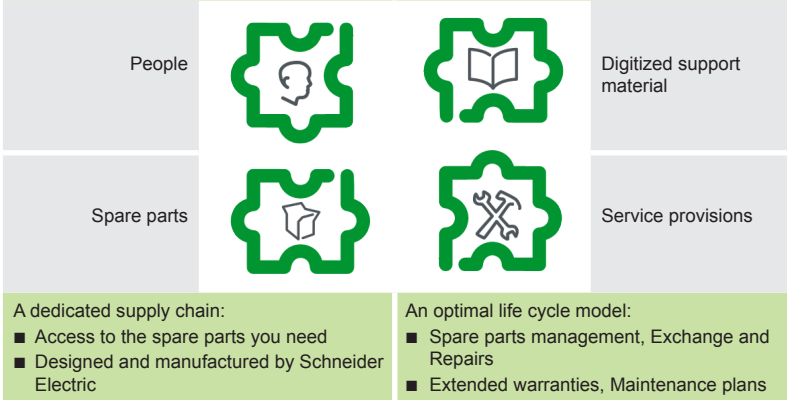 People
Digitized support
material
Spare parts
Service provisions
A dedicated supply chain:
■ Access to the spare parts you need
■ Designed and manufactured by Schneider
Electric
An optimal life cycle model:
■ Spare parts management, Exchange and
Repairs
■ Extended warranties, Maintenance plans